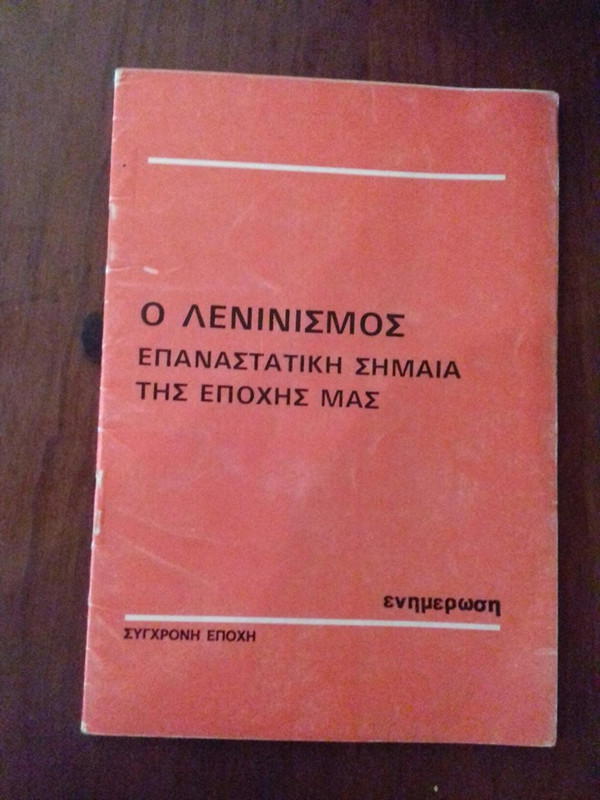 Ο ΛΕΝΙΝΙΣΜΟΣ
ΕΠΑΝΑΣΤΑΤΙΚΗ ΣΗΜΑΙΑ
ΤΗΣ ΕΠΟΧΗΣ ΜΑΣ
ενημερωση
ΣΥΓΧΡΟΝΗ ΕΠΟΧΗ